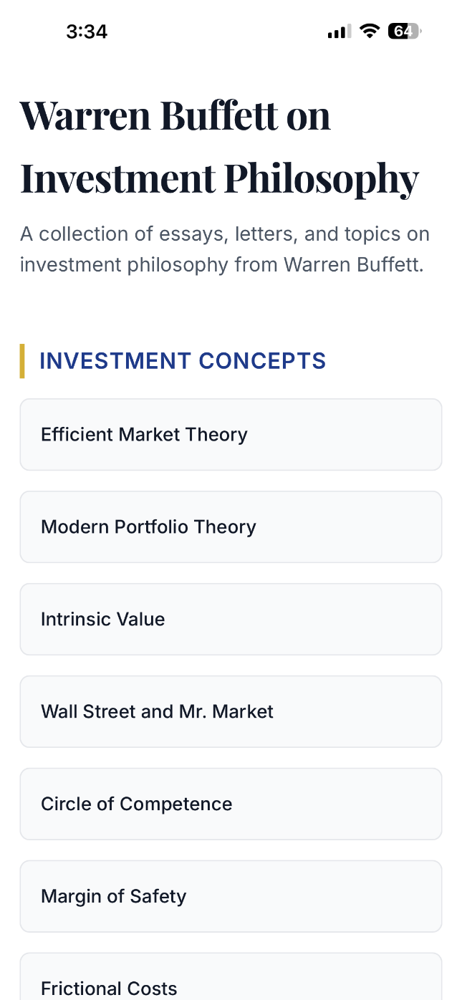 3:34
64
Warren Buffett on
Investment Philosophy
A collection of essays, letters, and topics on
investment philosophy from Warren Buffett.
INVESTMENT CONCEPTS
Efficient Market Theory
Modern Portfolio Theory
Intrinsic Value
Wall Street and Mr. Market
Circle of Competence
Margin of Safety
Frictional Costs